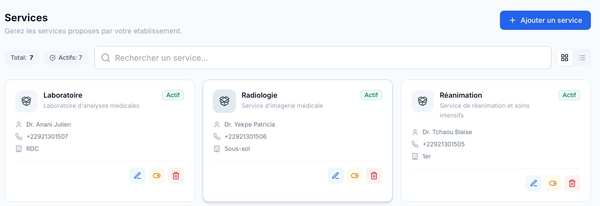 Services
Gerez les services proposes par votre etablissement.
+ Ajouter un service
Total: 7
Actifs: 7
Rechercher un service...
Laboratoire
Actif
Laboratoire d'analyses medicales
Dr. Anani Julien
+22921301507
RDC
Radiologie
Actif
Service d'imagerie medicale
Dr. Yekpe Patricia
+22921301506
Sous-sol
Réanimation
Actif
Service de réanimation et soins
intensifs
Dr. Tchaou Blaise
+22921301505
1er